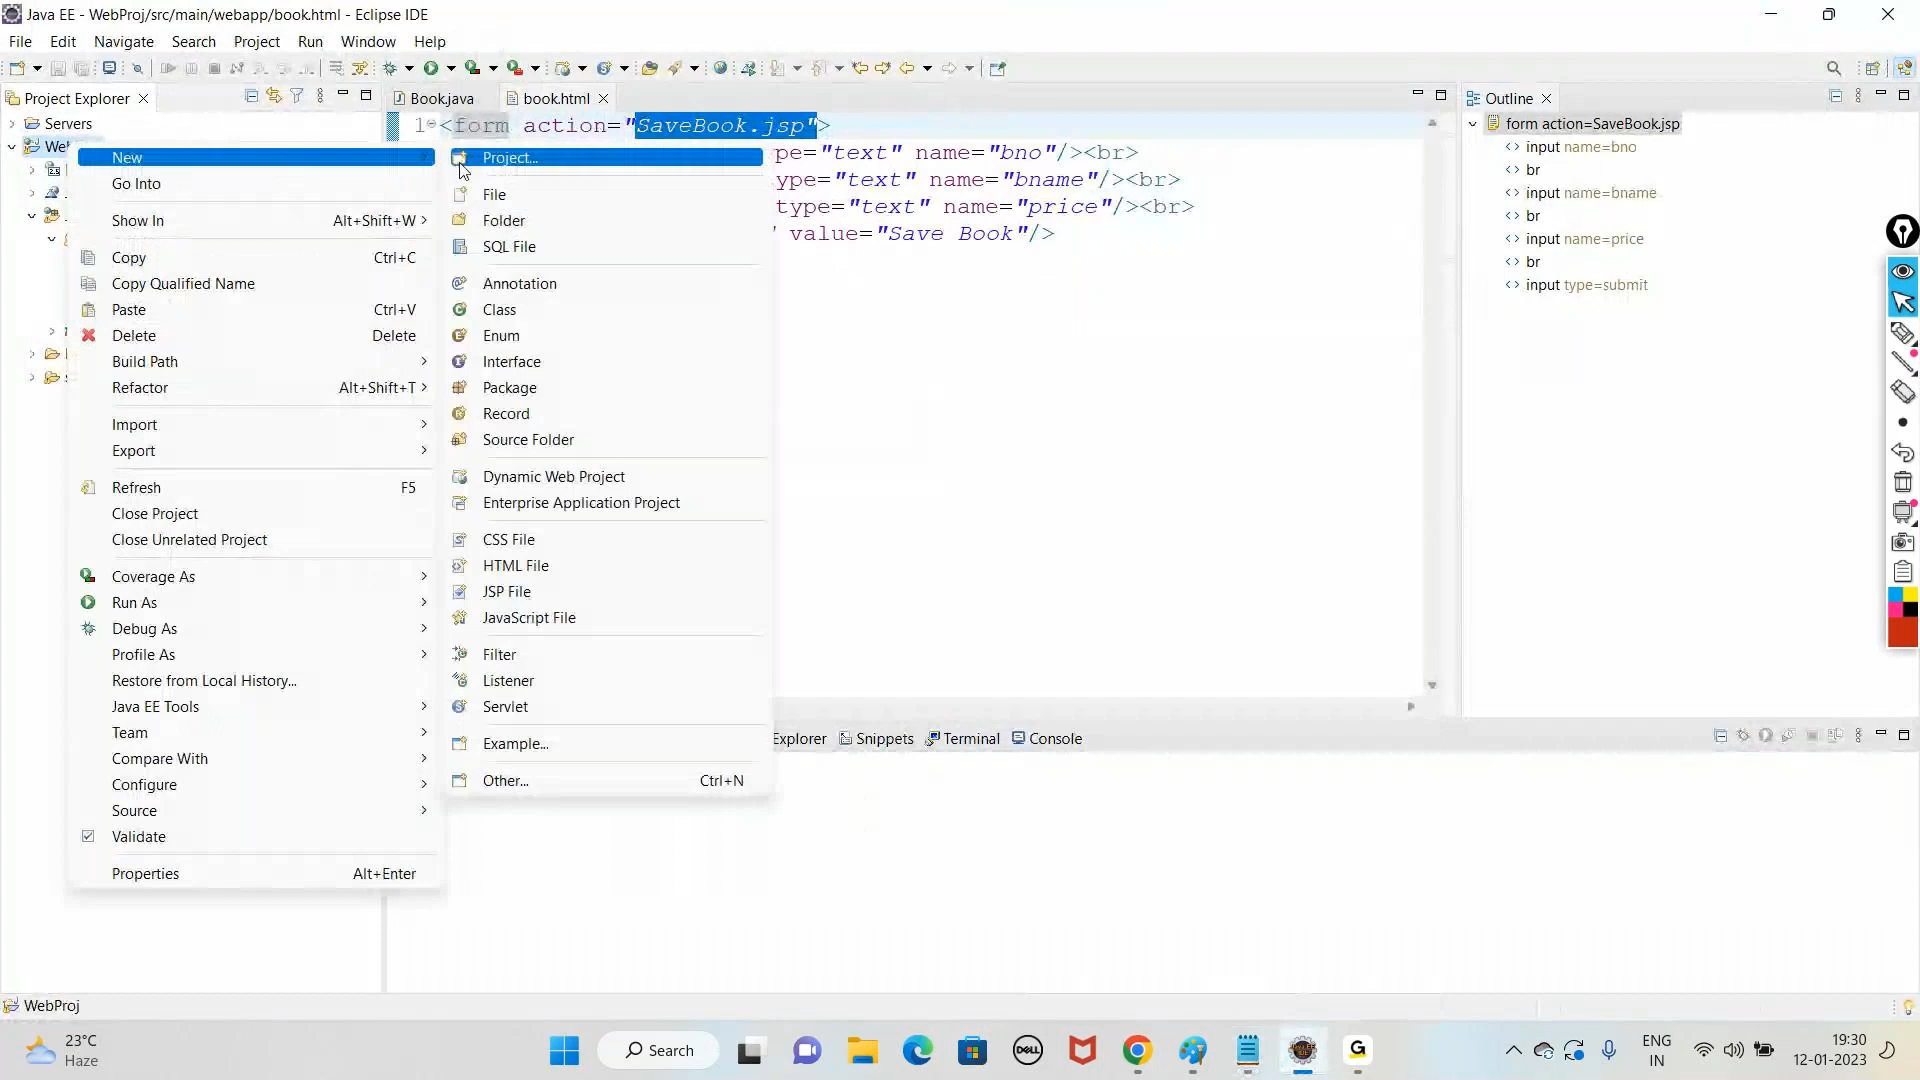 Java EE - WebProj/src/main/webapp/book.html - Eclipse IDE
File Edit Navigate Search Project Run Window Help
Project Explorer
Book.java
book.html
Outline
Servers
1 <form action="SaveBook.jsp">
form action=SaveBook.jsp
New
Project...
pe="text" name="bno"/><br>
input name=bno
Go Into
File
ype="text" name="bname"/><br>
br
Show In Alt+Shift+W
Folder
type="text" name="price"/><br>
input name=bname
SQL File
value="Save Book"/>
br
Copy Ctrl+C
input name=price
Copy Qualified Name
Annotation
br
Paste Ctrl+V
Class
input type=submit
Delete Delete
Enum
Build Path
Interface
Refactor Alt+Shift+T
Package
Record
Import
Source Folder
Export
Dynamic Web Project
Refresh F5
Enterprise Application Project
Close Project
Close Unrelated Project
CSS File
HTML File
Coverage As
JSP File
Run As
JavaScript File
Debug As
Profile As
Filter
Restore from Local History...
Listener
Java EE Tools
Servlet
Team
Compare With
Example...
Configure
Other... Ctrl+N
Source
Validate
Properties Alt+Enter
Explorer Snippets Terminal Console
WebProj
23°C
Haze
Search
DELL
G
ENG
IN
19:30
12-01-2023